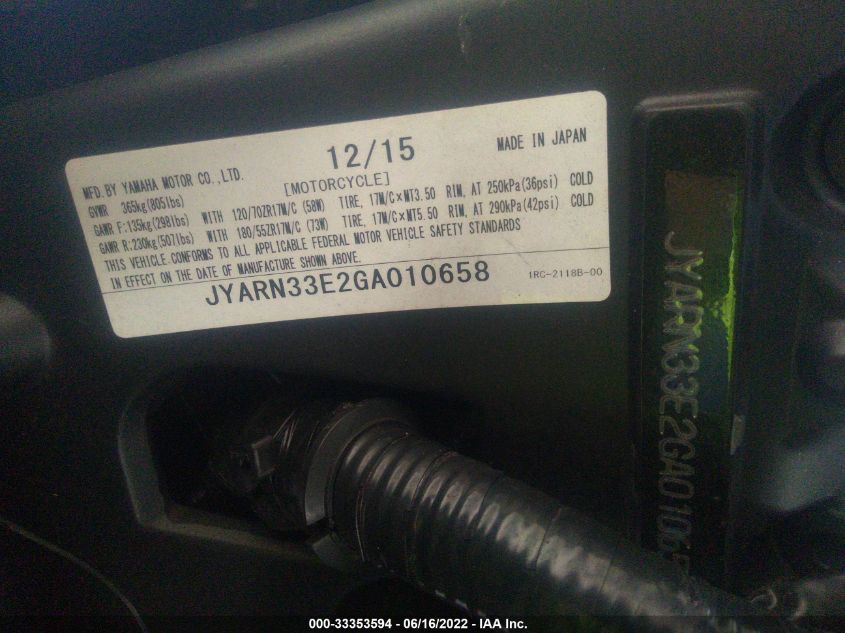 12/15
MADE IN JAPAN
MFD. BY YAMAHA MOTOR CO.,LTD.
[MOTORCYCLE]
GVWR 365kg(805lbs)
GAWR F:135kg(298lbs) WITH 120/70ZR17M/C (58W) TIRE, 17M/C×MT3.50 RIM, AT 250kPa(36psi) COLD
GAWR R:230kg(507lbs) WITH 180/55ZR17M/C (73W) TIRE, 17M/C×MT5.50 RIM, AT 290kPa(42psi) COLD
THIS VEHICLE CONFORMS TO ALL APPLICABLE FEDERAL MOTOR VEHICLE SAFETY STANDARDS
IN EFFECT ON THE DATE OF MANUFACTURE SHOWN ABOVE.
JYARN33E2GA010658
1RC-2118B-00
JYARN33E2GA0106
000-33353594 - 06/16/2022 - IAA Inc.